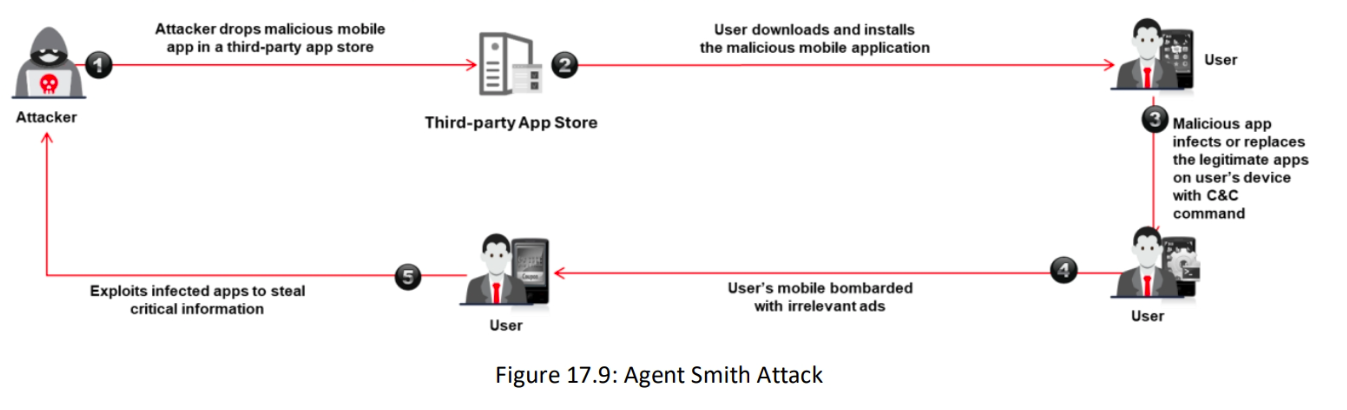 1
Attacker drops malicious mobile
app in a third-party app store
Attacker
2
User downloads and installs
the malicious mobile application
Third-party App Store
User
3
Malicious app
infects or replaces
the legitimate apps
on user's device
with C&C
command
User
4
User's mobile bombarded
with irrelevant ads
User
5
Exploits infected apps to steal
critical information
Figure 17.9: Agent Smith Attack